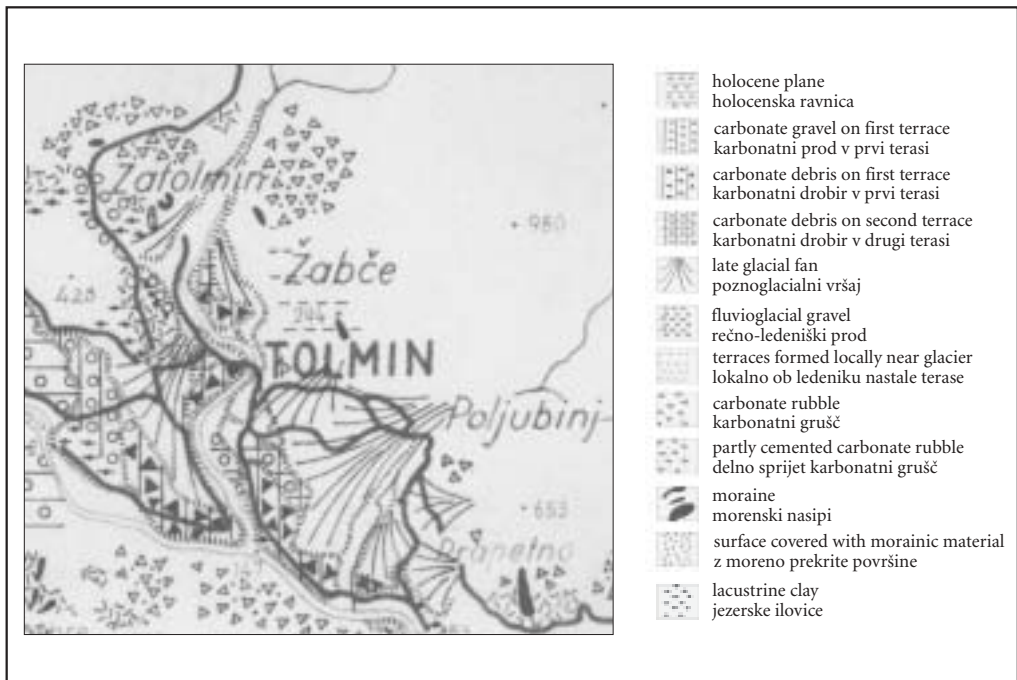 Zatolmin
980
Žabče
428
244
TOLMIN
Poljubinj-
653
holocene plane
holocenska ravnica
carbonate gravel on first terrace
karbonatni prod v prvi terasi
carbonate debris on first terrace
karbonatni drobir v prvi terasi
carbonate debris on second terrace
karbonatni drobir v drugi terasi
late glacial fan
poznoglacialni vršaj
fluvioglacial gravel
rečno-ledeniški prod
terraces formed locally near glacier
lokalno ob ledeniku nastale terase
carbonate rubble
karbonatni grušč
partly cemented carbonate rubble
delno sprijet karbonatni grušč
moraine
morenski nasipi
surface covered with morainic material
z moreno prekrite površine
lacustrine clay
jezerske ilovice